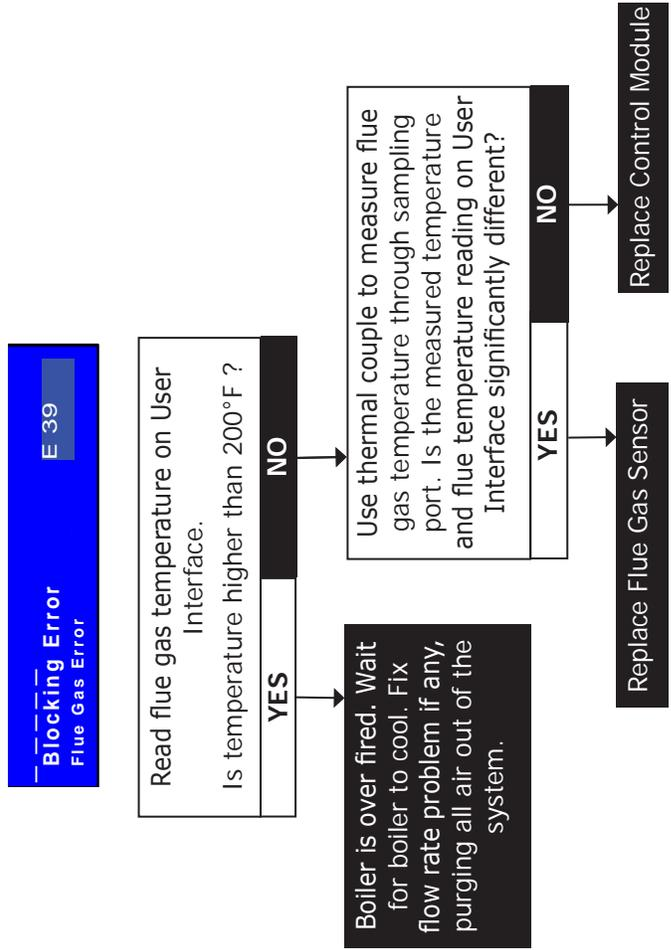 E 39
Blocking Error
Flue Gas Error
Read flue gas temperature on User
Interface.
Is temperature higher than 200°F ?
YES
NO
Boiler is over fired. Wait
for boiler to cool. Fix
flow rate problem if any,
purging all air out of the
system.
Use thermal couple to measure flue
gas temperature through sampling
port. Is the measured temperature
and flue temperature reading on User
Interface significantly different?
YES
NO
Replace Flue Gas Sensor
Replace Control Module